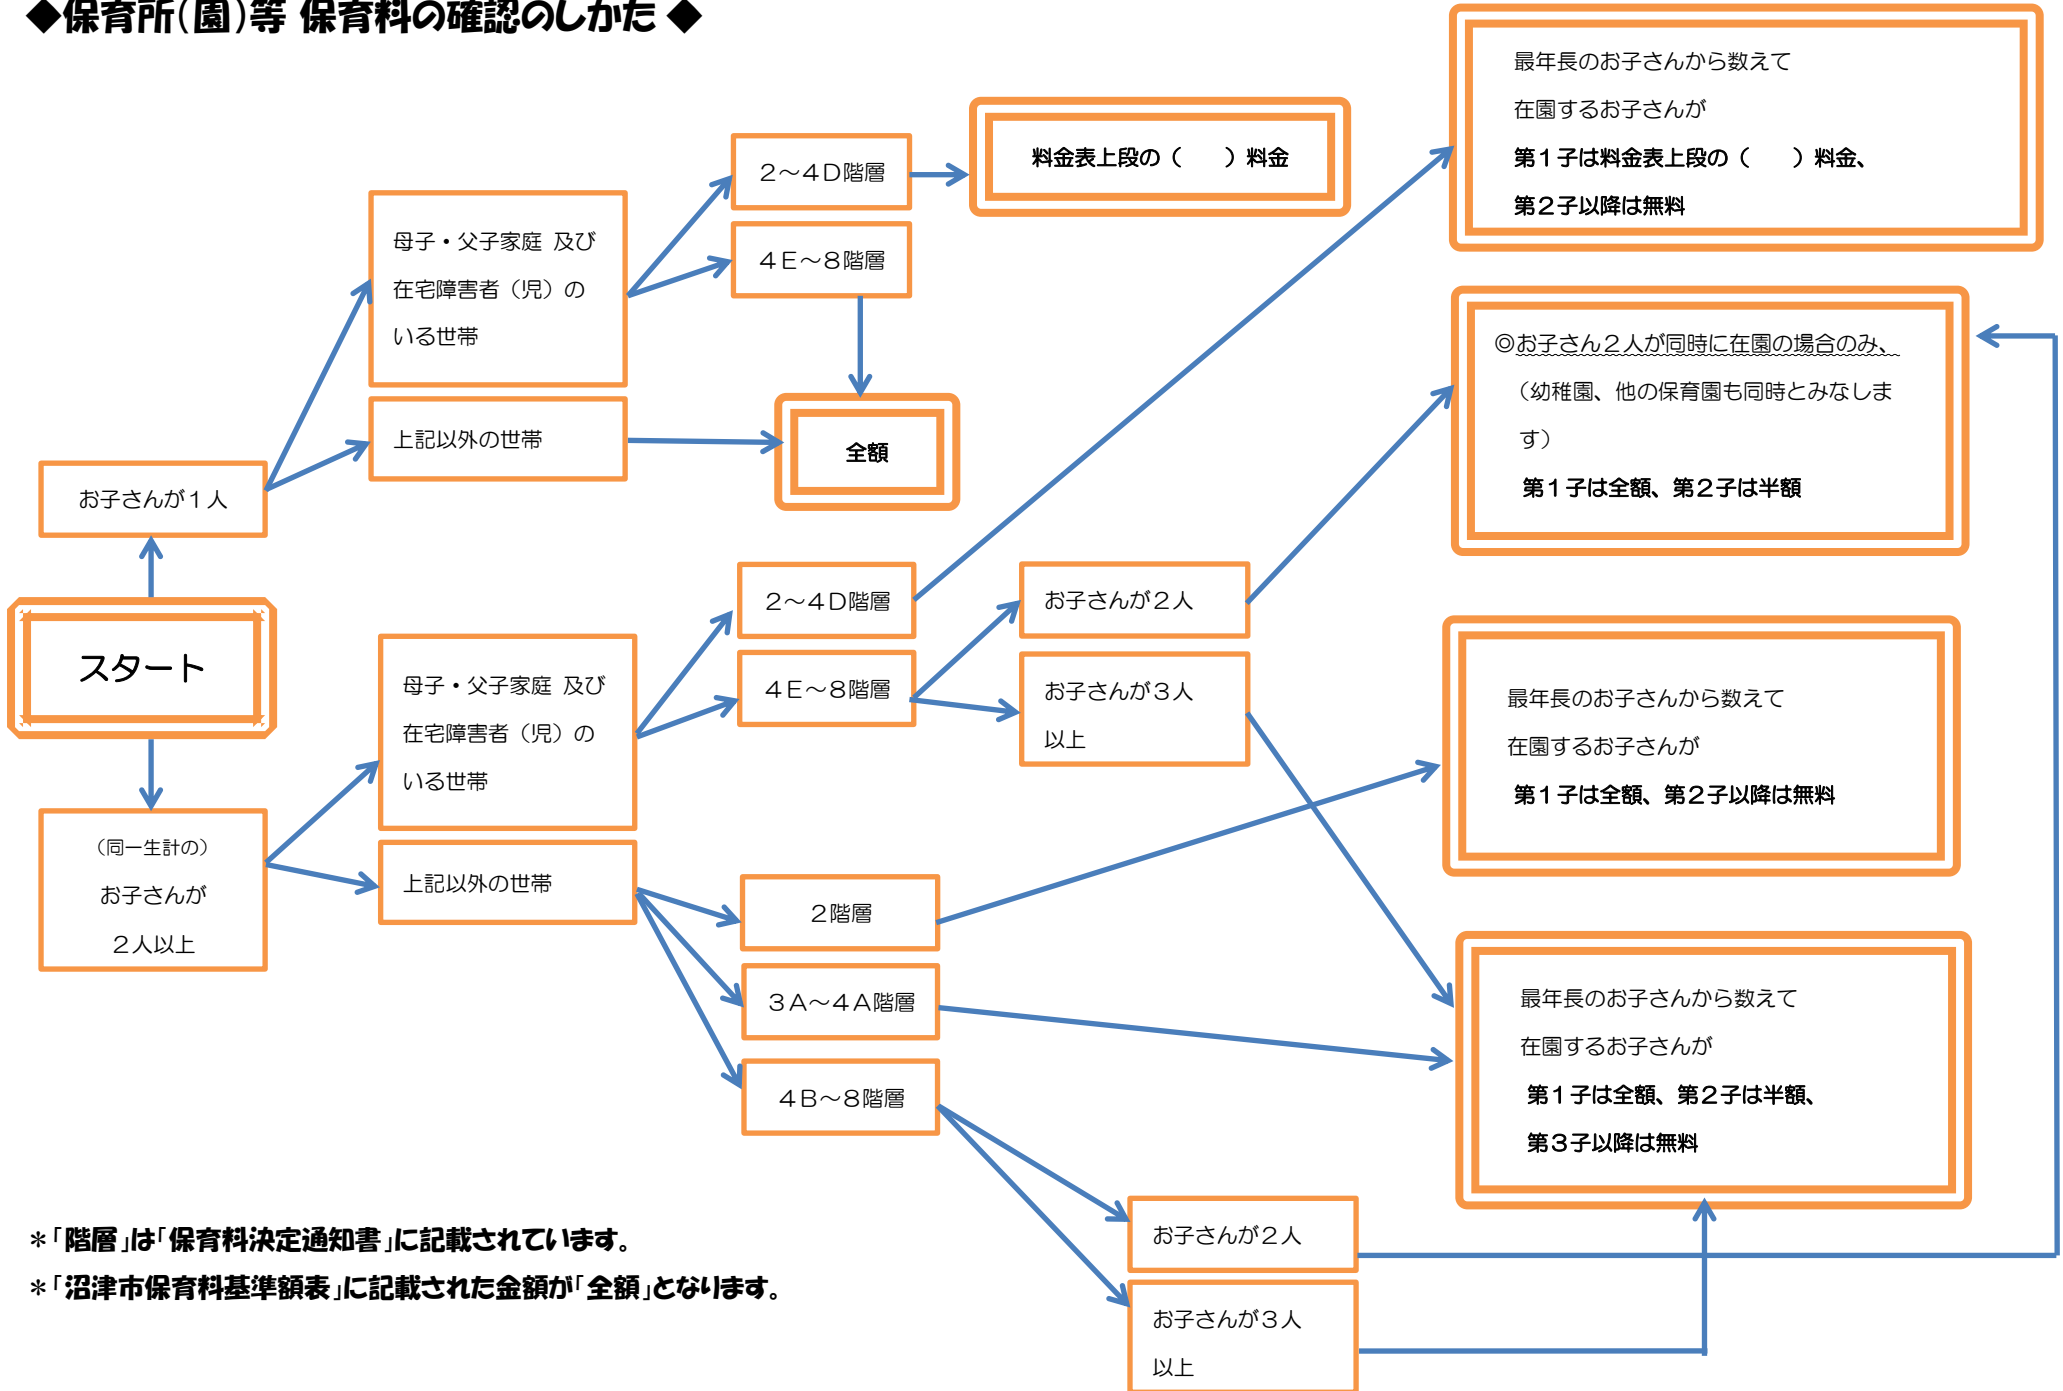 ◆保育所(園)等 保育料の確認のしかた ◆
お子さんが１人
母子・父子家庭 及び
在宅障害者（児）の
いる世帯
上記以外の世帯
２～４Ｄ階層
４Ｅ～８階層
料金表上段の（　　）料金
全額
スタート
（同一生計の）
お子さんが
２人以上
母子・父子家庭 及び
在宅障害者（児）の
いる世帯
上記以外の世帯
２～４Ｄ階層
４Ｅ～８階層
お子さんが２人
お子さんが３人
以上
２階層
３Ａ～４Ａ階層
４Ｂ～８階層
お子さんが２人
お子さんが３人
以上
最年長のお子さんから数えて
在園するお子さんが
第１子は料金表上段の（　　）料金、
第２子以降は無料
◎お子さん２人が同時に在園の場合のみ、
（幼稚園、他の保育園も同時とみなしま
す）
第１子は全額、第２子は半額
最年長のお子さんから数えて
在園するお子さんが
第１子は全額、第２子以降は無料
最年長のお子さんから数えて
在園するお子さんが
第１子は全額、第２子は半額、
第３子以降は無料
＊「階層」は「保育料決定通知書」に記載されています。
＊「沼津市保育料基準額表」に記載された金額が「全額」となります。